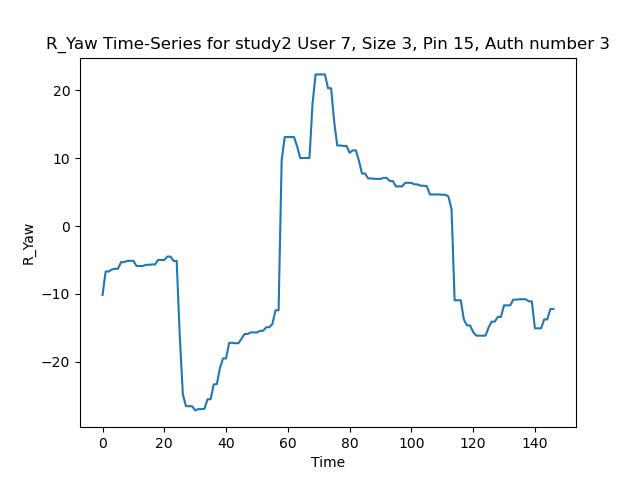 R_Yaw Time-Series for study2 User 7, Size 3, Pin 15, Auth number 3
20
10
0
−10
−20
R_Yaw
0 20 40 60 80 100 120 140
Time